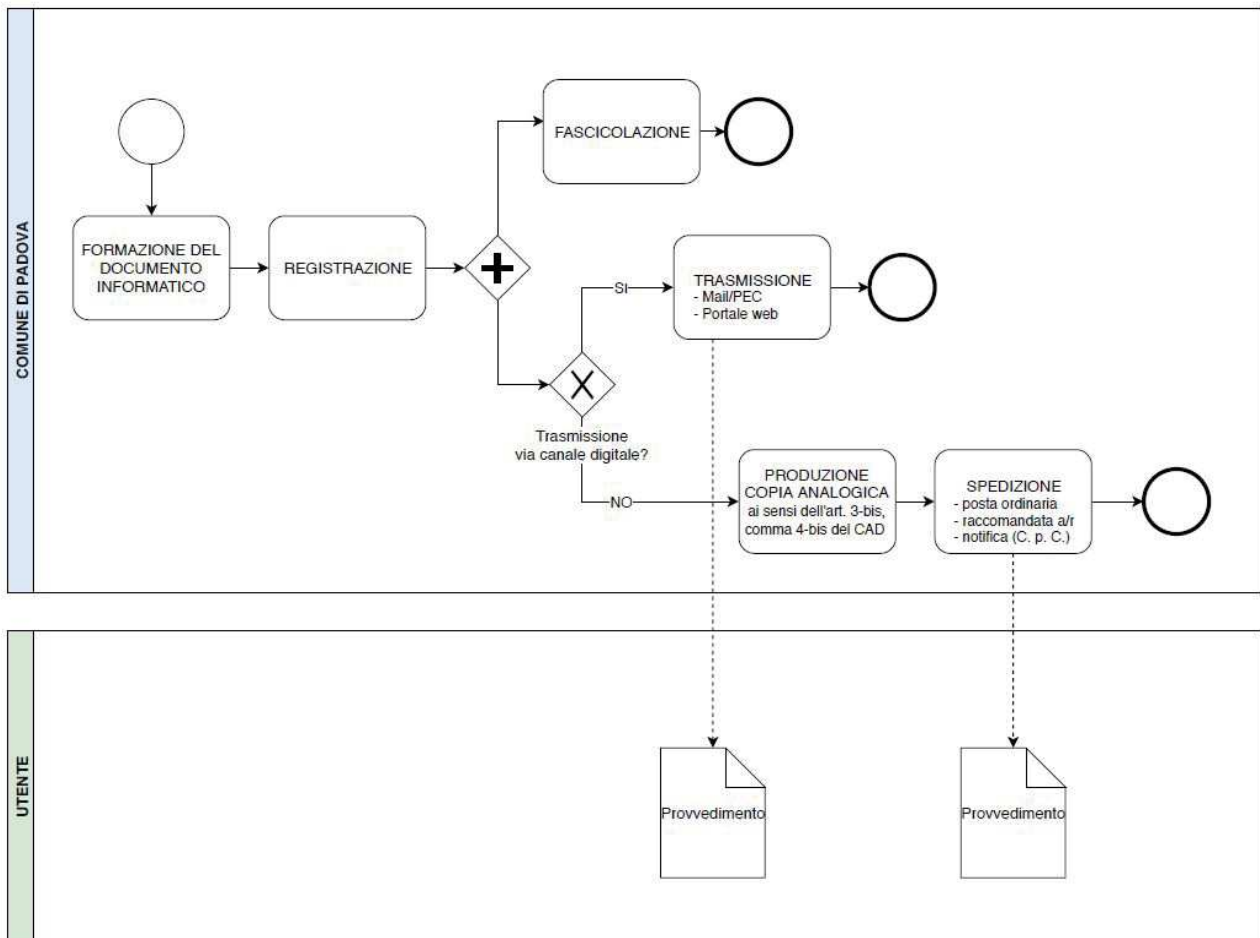 COMUNE DI PADOVA
FASCICOLAZIONE
FORMAZIONE DEL
DOCUMENTO
INFORMATICO
REGISTRAZIONE
SI
TRASMISSIONE
- Mail/PEC
- Portale web
Trasmissione
via canale digitale?
NO
PRODUZIONE
COPIA ANALOGICA
ai sensi dell'art. 3-bis,
comma 4-bis del CAD
SPEDIZIONE
- posta ordinaria
- raccomandata a/r
- notifica (C. p. C.)
UTENTE
Provvedimento
Provvedimento